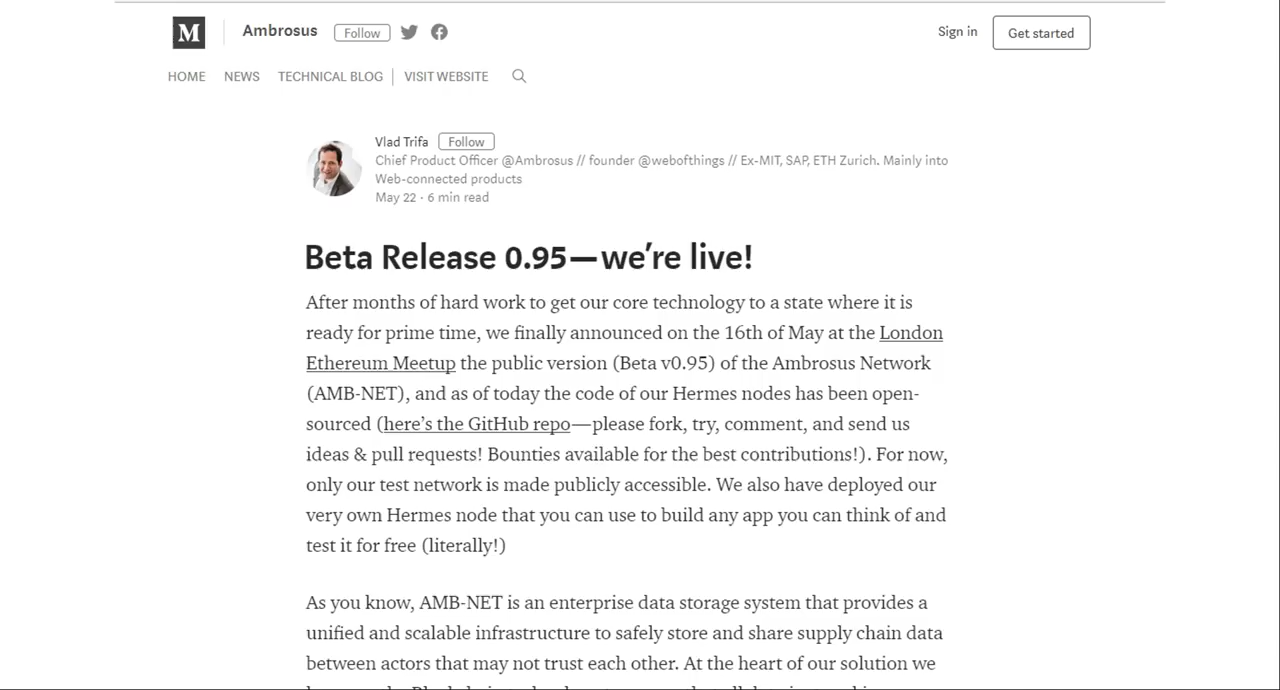 M Ambrosus Follow Sign in Get started
HOME NEWS TECHNICAL BLOG VISIT WEBSITE
Vlad Trifa Follow
Chief Product Officer @Ambrosus // founder @webofthings // Ex-MIT, SAP, ETH Zurich. Mainly into
Web-connected products
May 22 · 6 min read
Beta Release 0.95 — we’re live!
After months of hard work to get our core technology to a state where it is
ready for prime time, we finally announced on the 16th of May at the London
Ethereum Meetup the public version (Beta v0.95) of the Ambrosus Network
(AMB-NET), and as of today the code of our Hermes nodes has been open-
sourced (here’s the GitHub repo — please fork, try, comment, and send us
ideas & pull requests! Bounties available for the best contributions!). For now,
only our test network is made publicly accessible. We also have deployed our
very own Hermes node that you can use to build any app you can think of and
test it for free (literally!)
As you know, AMB-NET is an enterprise data storage system that provides a
unified and scalable infrastructure to safely store and share supply chain data
between actors that may not trust each other. At the heart of our solution we